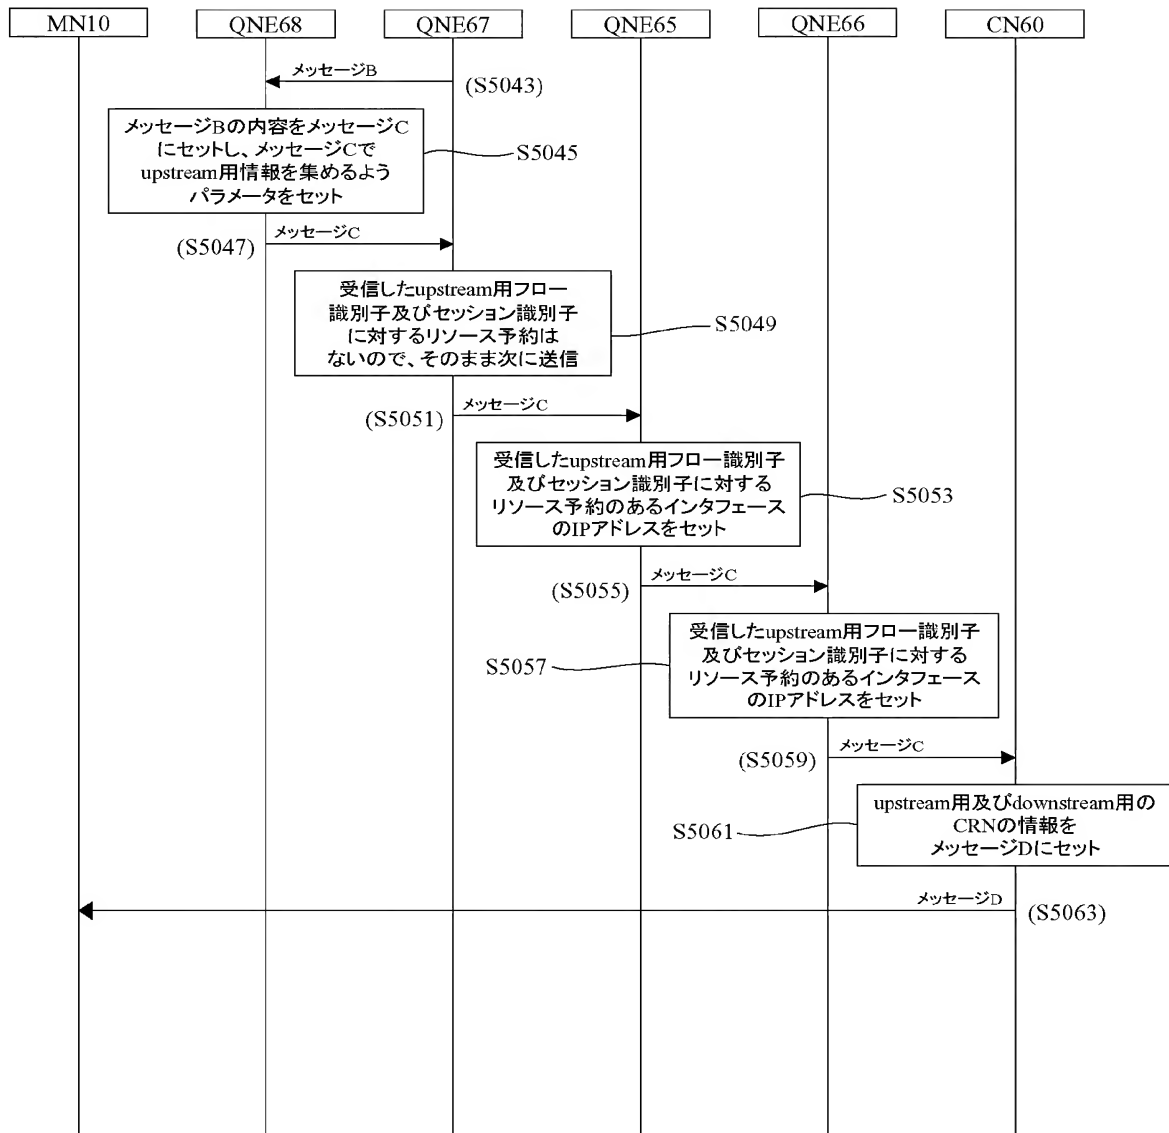 MN10
QNE68
QNE67
QNE65
QNE66
CN60
メッセージB
(S5043)
メッセージBの内容をメッセージC
にセットし、メッセージCで
upstream用情報を集めるよう
パラメータをセット
S5045
(S5047)
メッセージC
受信したupstream用フロー
識別子及びセッション識別子
に対するリソース予約は
ないので、そのまま次に送信
S5049
(S5051)
メッセージC
受信したupstream用フロー識別子
及びセッション識別子に対する
リソース予約のあるインタフェース
のIPアドレスをセット
S5053
(S5055)
メッセージC
受信したupstream用フロー識別子
及びセッション識別子に対する
リソース予約のあるインタフェース
のIPアドレスをセット
S5057
(S5059)
メッセージC
upstream用及びdownstream用の
CRNの情報を
メッセージDにセット
S5061
メッセージD
(S5063)